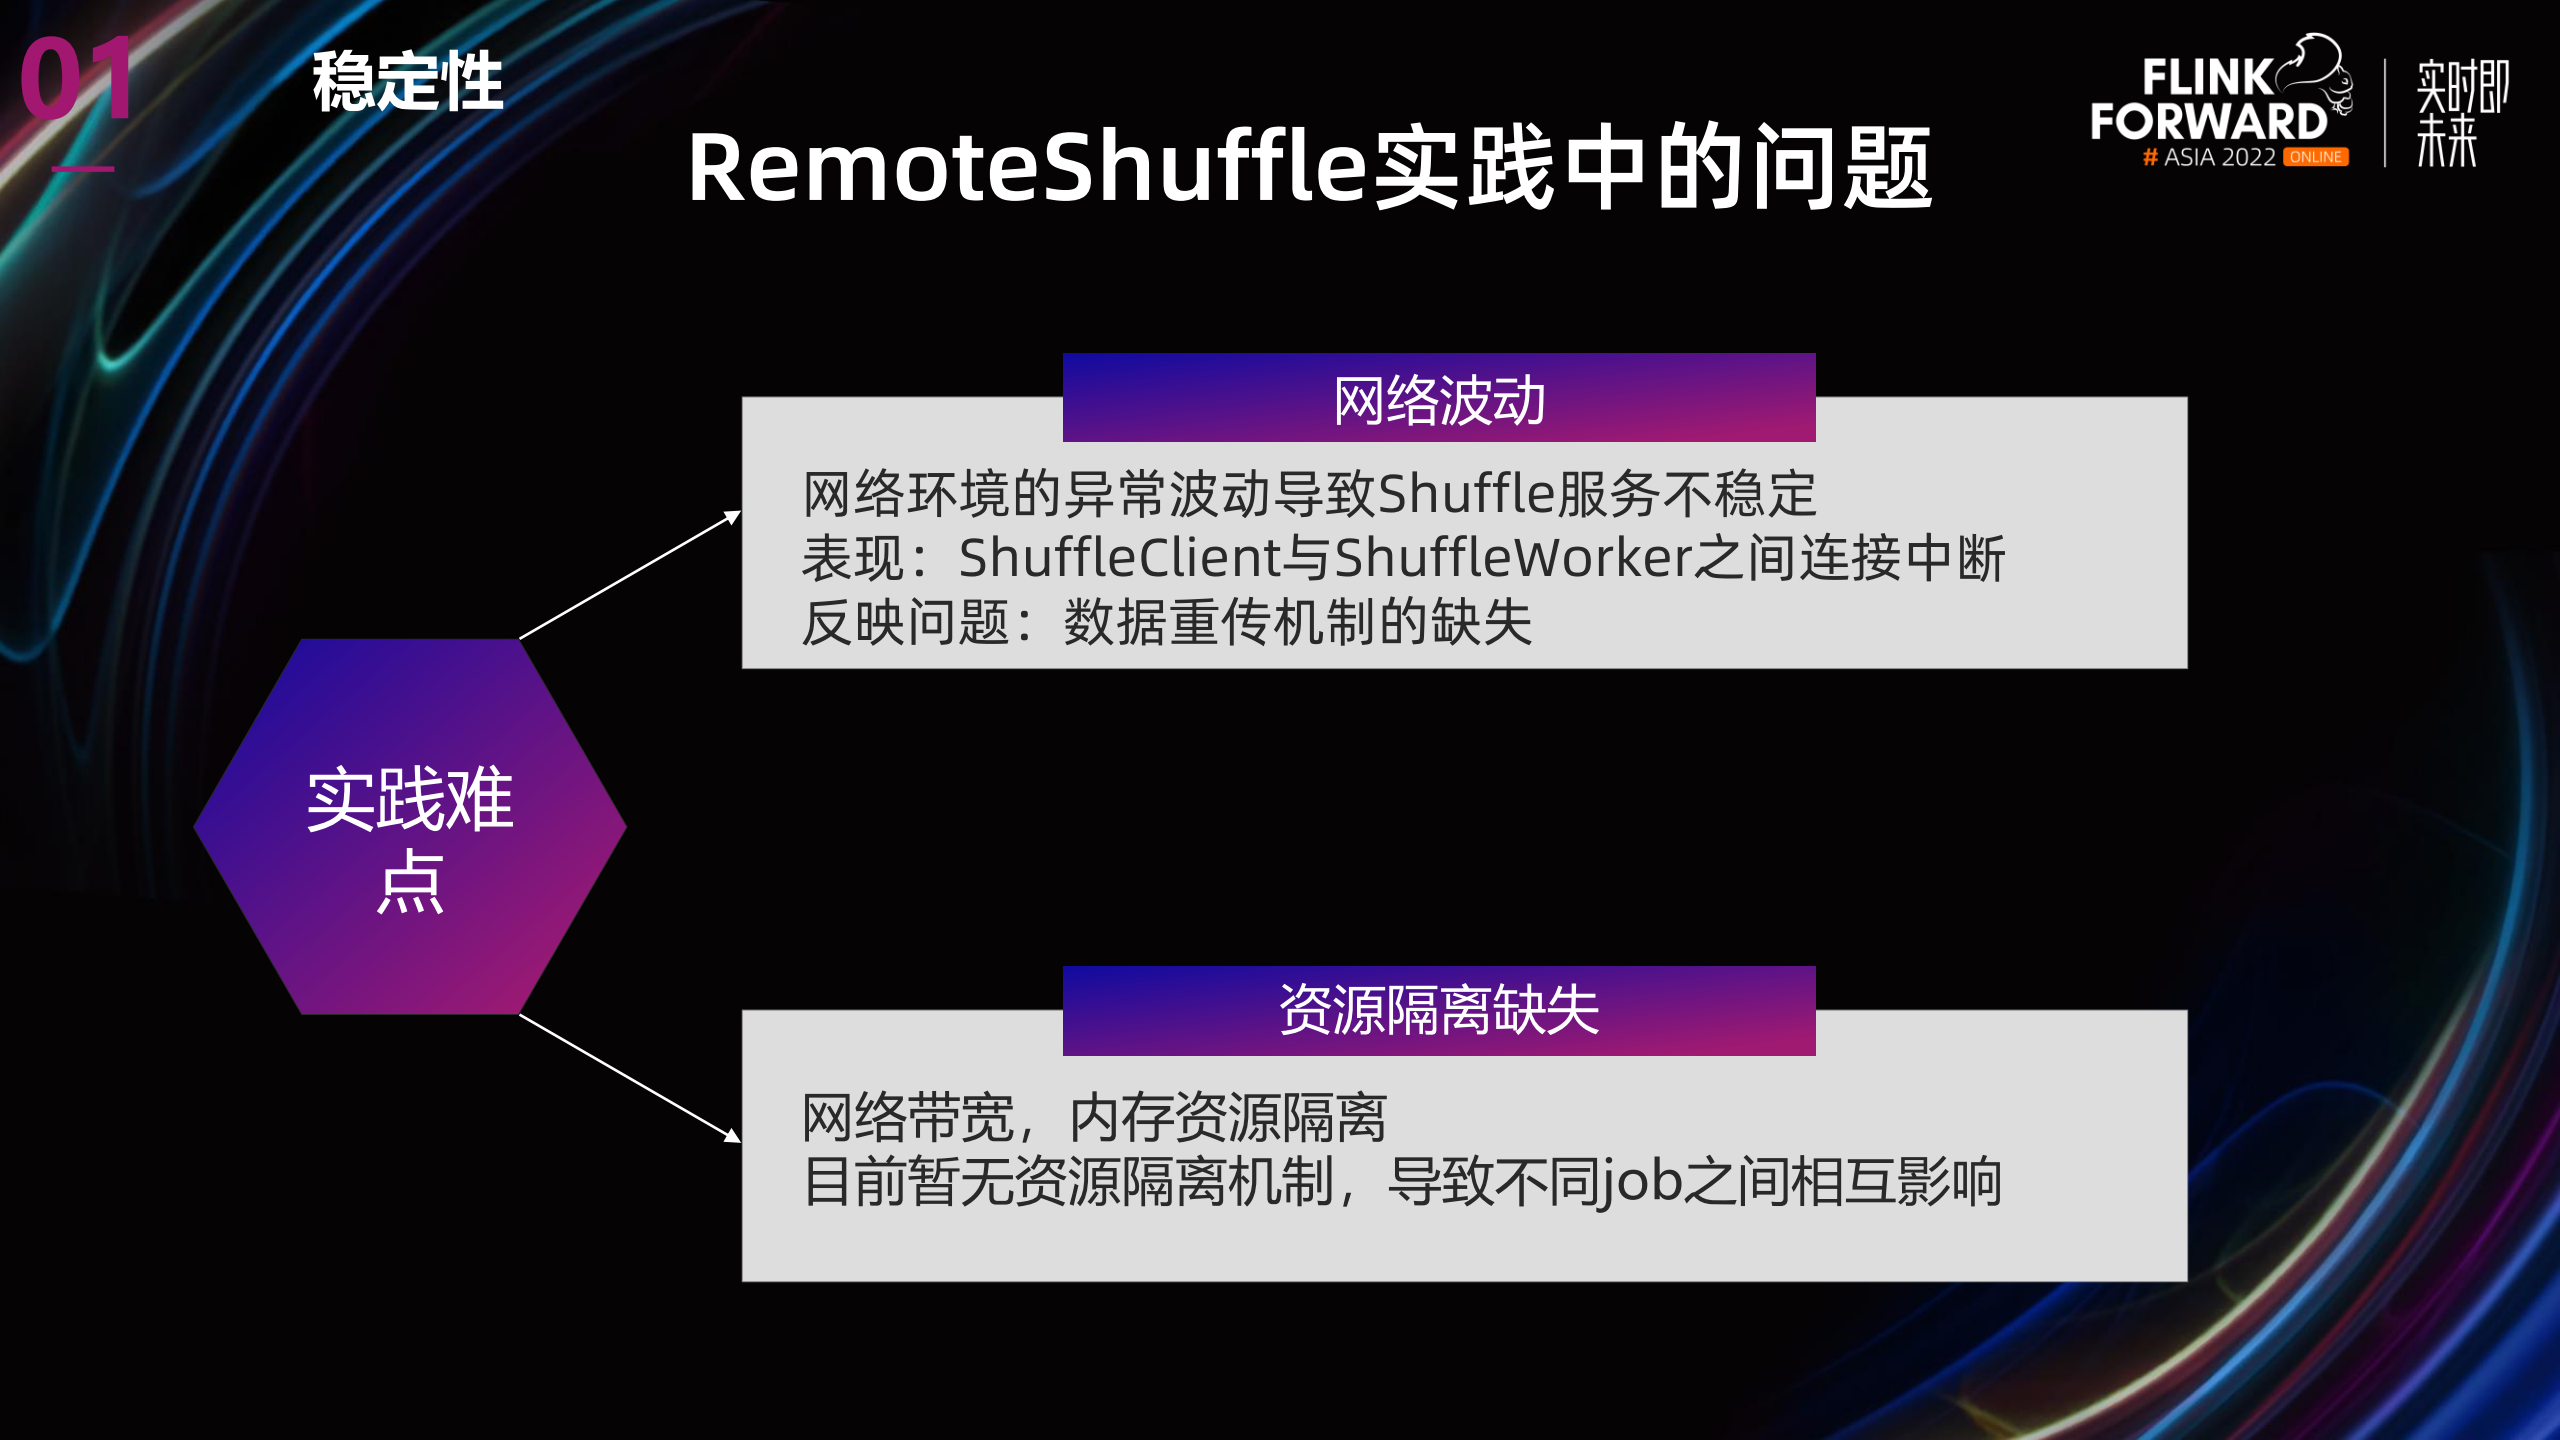 01
稳定性
RemoteShuffle实践中的问题
FLINK
FORWARD
# ASIA 2022 ONLINE
实时即
未来
网络波动
网络环境的异常波动导致Shuffle服务不稳定
表现：ShuffleClient与ShuffleWorker之间连接中断
反映问题：数据重传机制的缺失
实践难
点
资源隔离缺失
网络带宽，内存资源隔离
目前暂无资源隔离机制，导致不同job之间相互影响